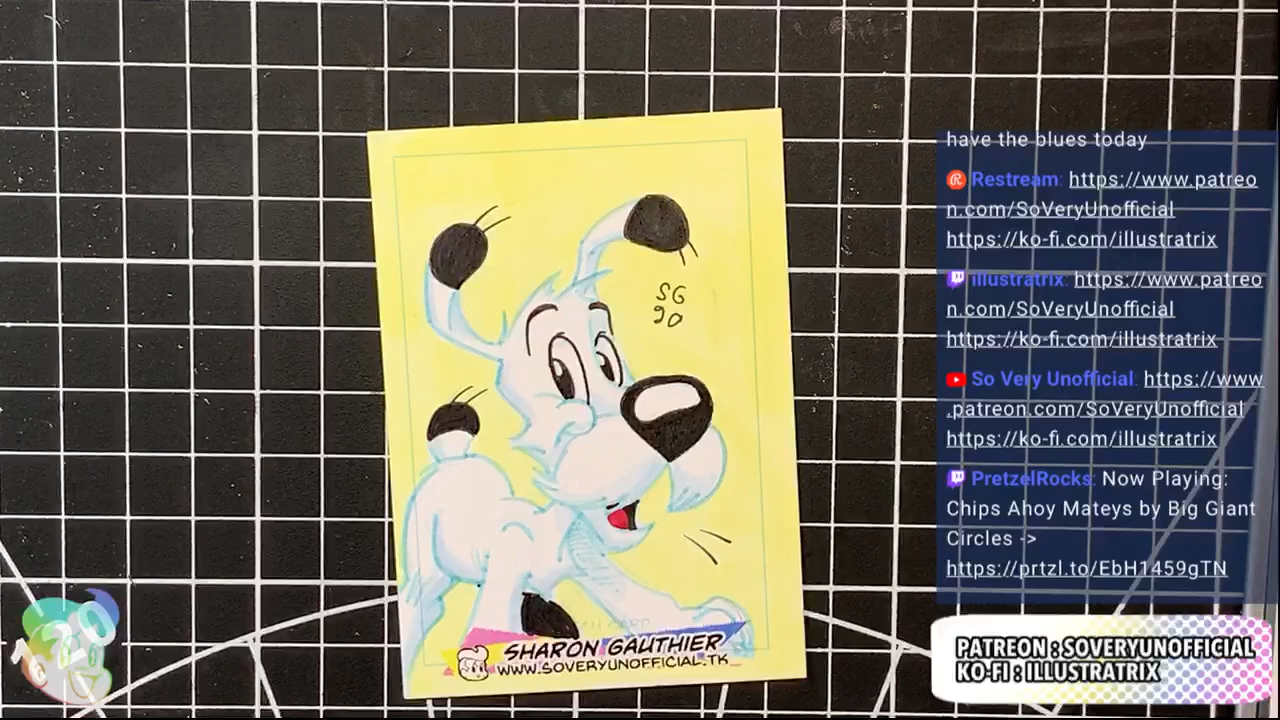 SG
90
SHARON GAUTHIER
WWW.SOVERYUNOFFICIAL.TK
have the blues today
Restream: https://www.patreo
n.com/SoVeryUnofficial
https://ko-fi.com/illustratrix
illustratrix: https://www.patreo
n.com/SoVeryUnofficial
https://ko-fi.com/illustratrix
So Very Unofficial: https://www
.patreon.com/SoVeryUnofficial
https://ko-fi.com/illustratrix
PretzelRocks: Now Playing:
Chips Ahoy Mateys by Big Giant
Circles ->
https://prtzl.to/EbH1459gTN
PATREON : SOVERYUNOFFICIAL
KO-FI : ILLUSTRATRIX